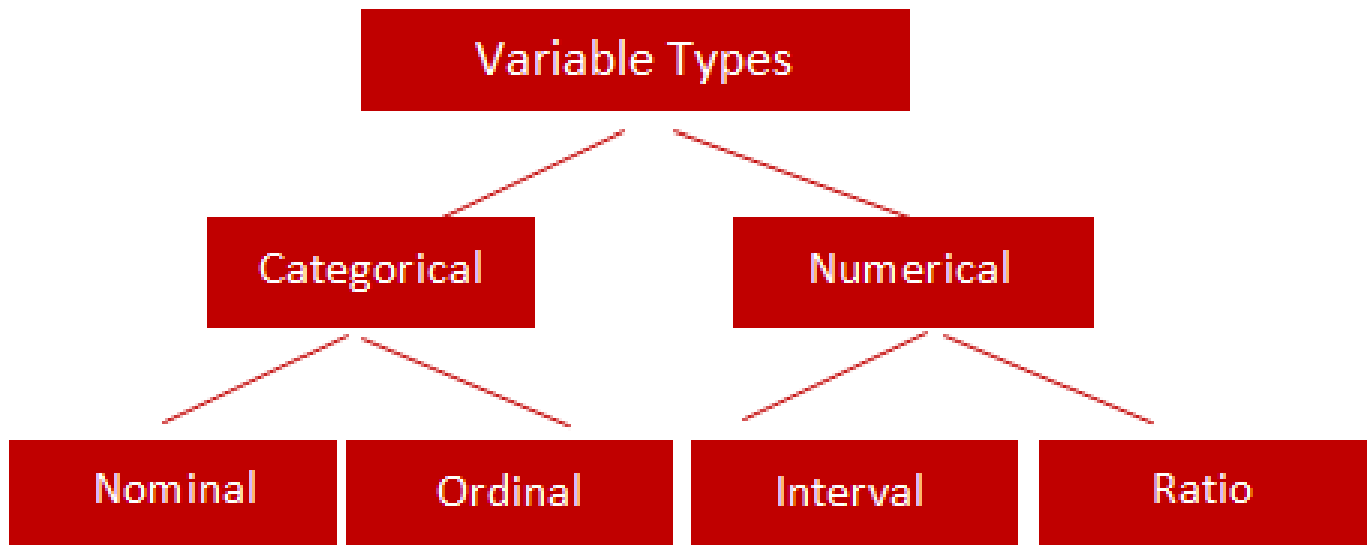 Variable Types
Categorical
Numerical
Nominal
Ordinal
Interval
Ratio